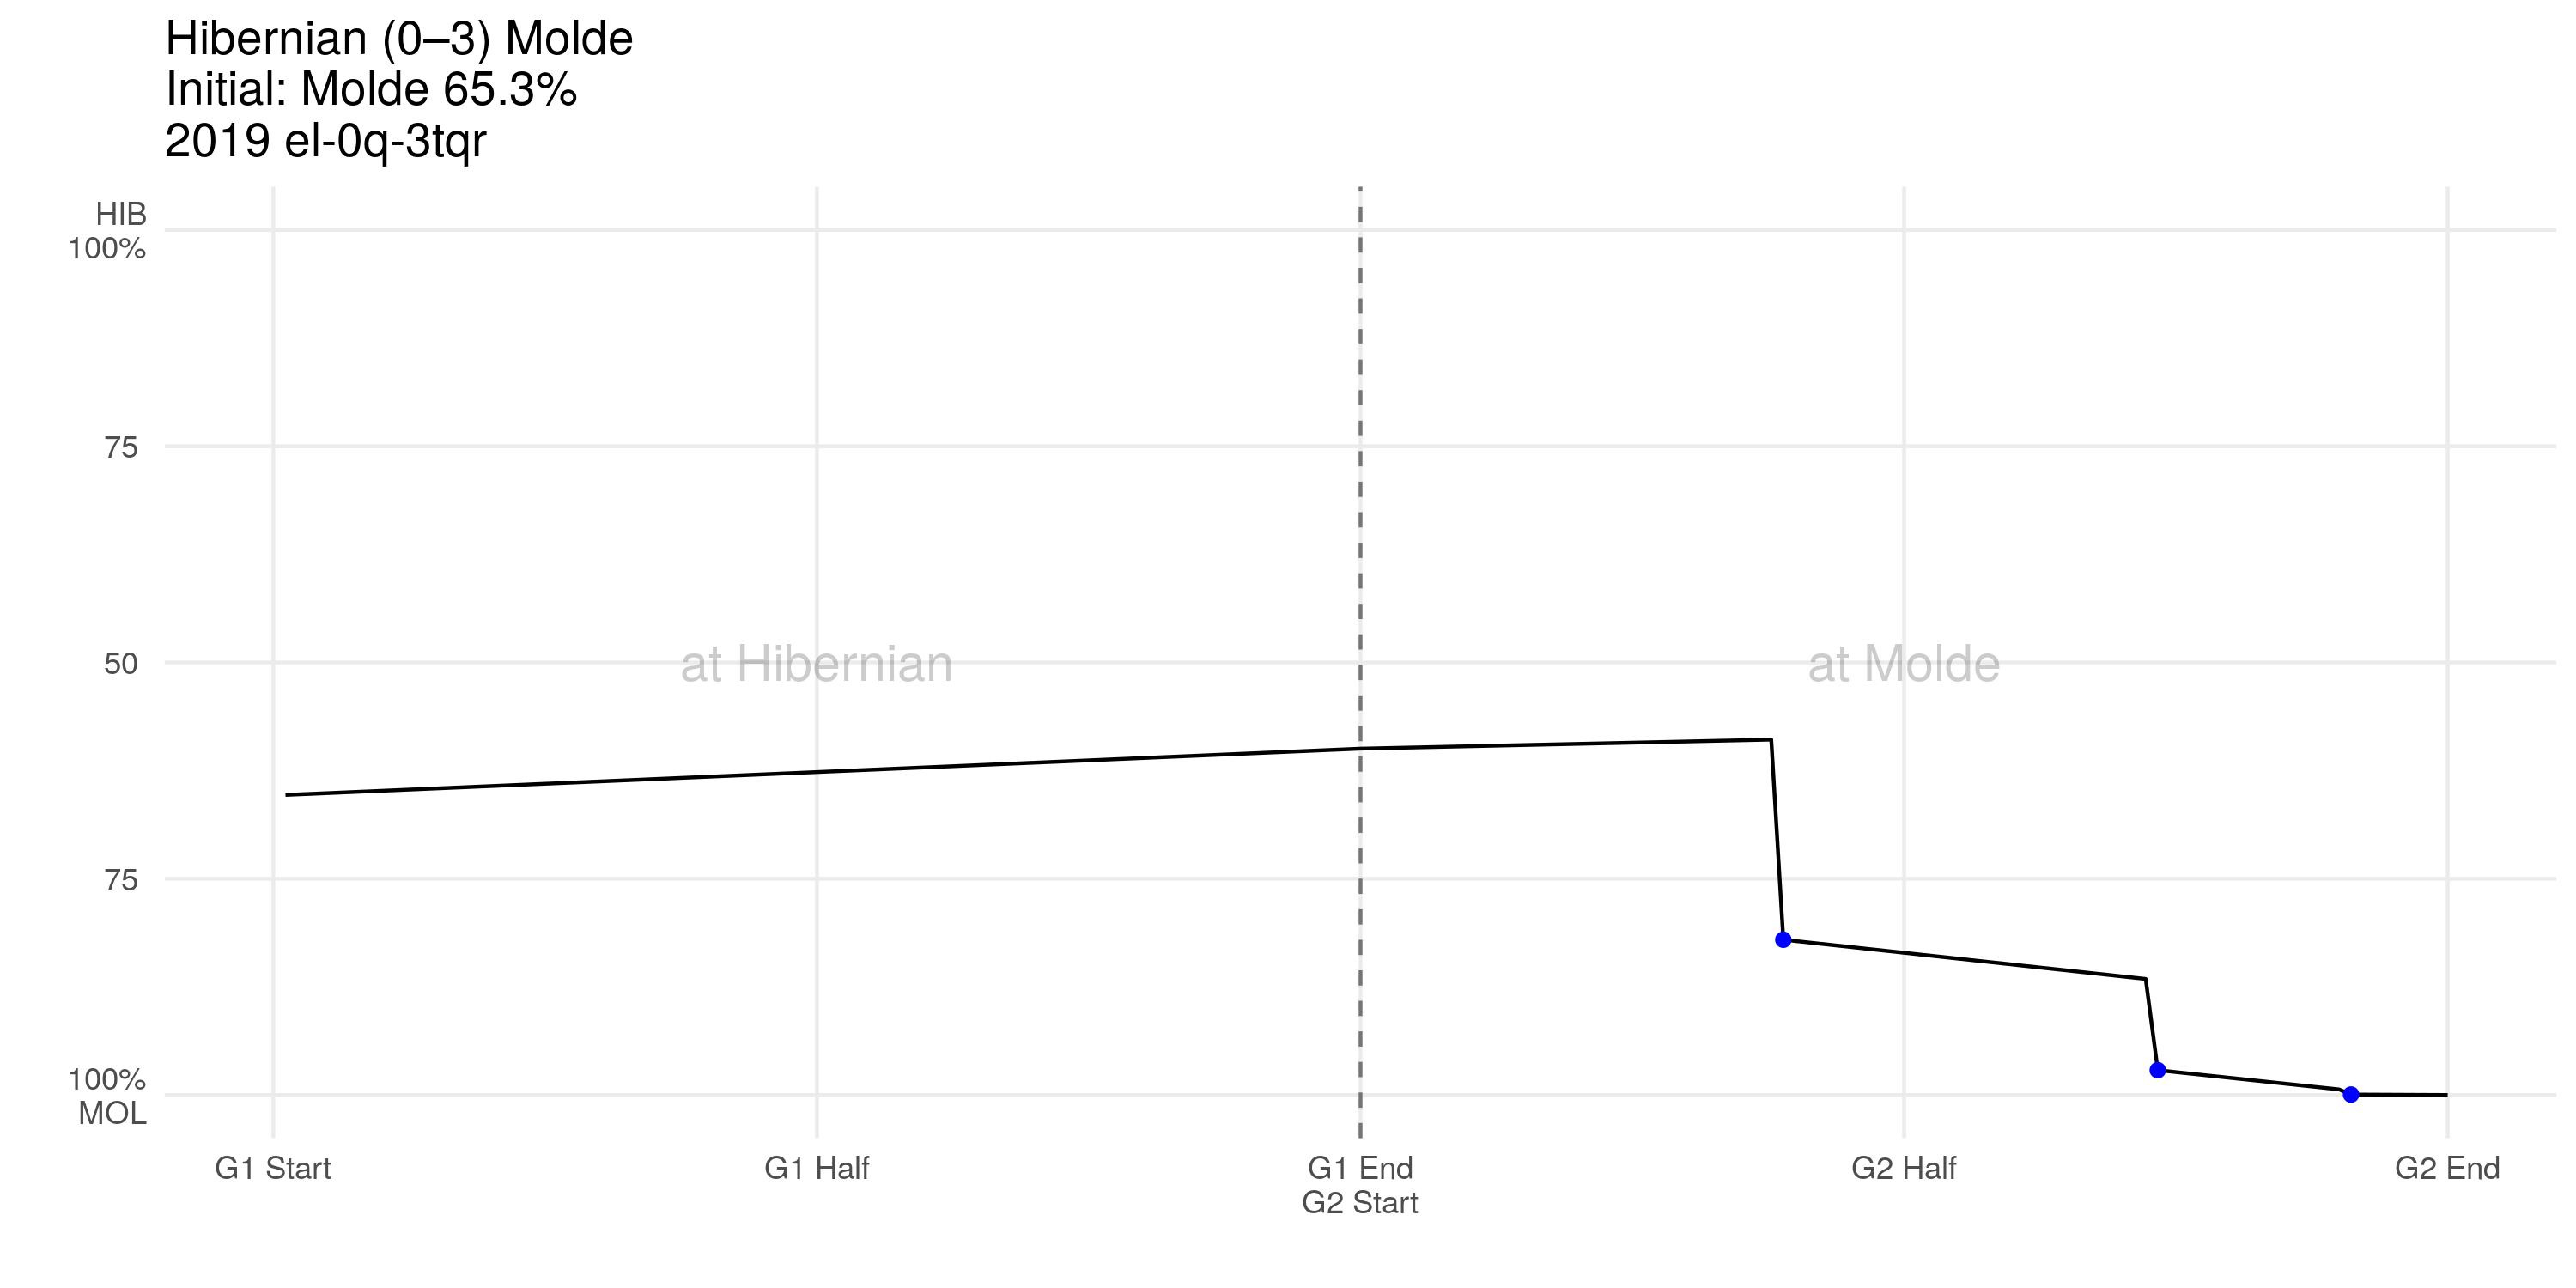 Hibernian (0–3) Molde
Initial: Molde 65.3%
2019 el-0q-3tqr
HIB
100%
75
50
75
100%
MOL
at Hibernian
at Molde
G1 Start
G1 Half
G1 End
G2 Start
G2 Half
G2 End